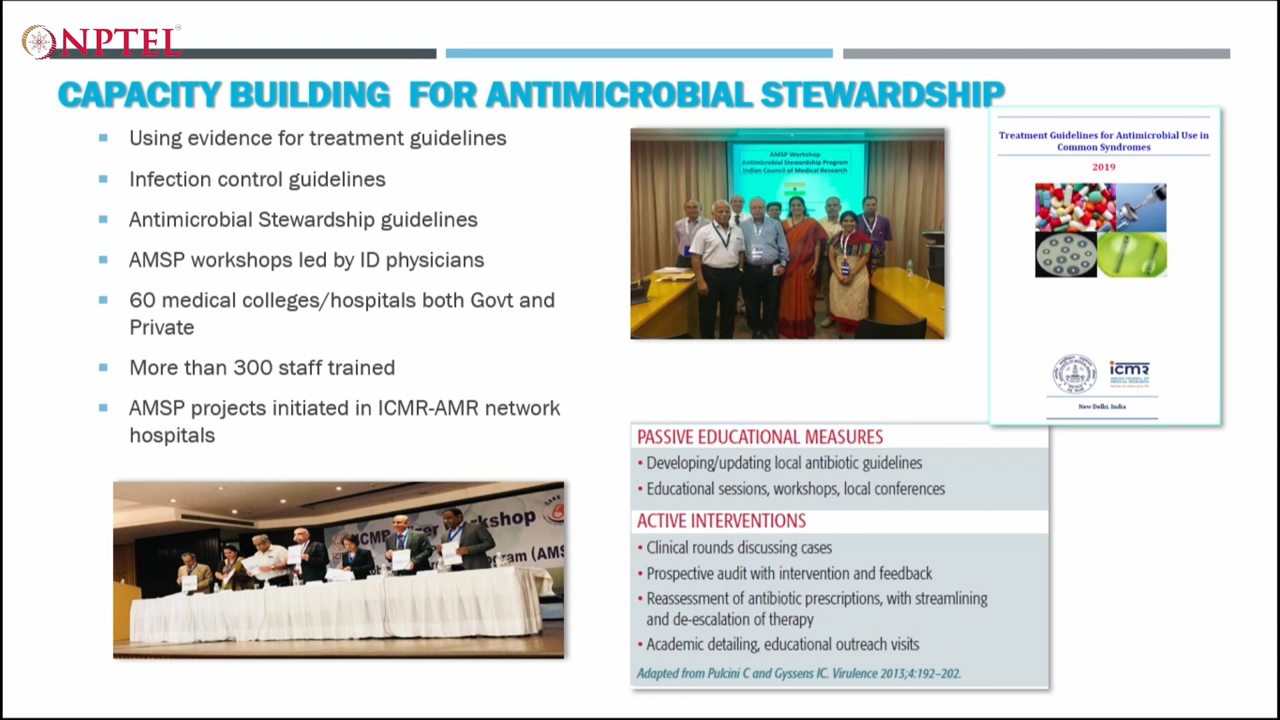 NPTEL
CAPACITY BUILDING FOR ANTIMICROBIAL STEWARDSHIP
Using evidence for treatment guidelines
Infection control guidelines
Antimicrobial Stewardship guidelines
AMSP workshops led by ID physicians
60 medical colleges/hospitals both Govt and
Private
More than 300 staff trained
AMSP projects initiated in ICMR-AMR network
hospitals
AMSP Workshop
Antimicrobial Stewardship Program
Indian Council of Medical Research
Treatment Guidelines for Antimicrobial Use in
Common Syndromes
2019
icmr
INDIAN COUNCIL OF
MEDICAL RESEARCH
New Delhi, India
Workshop
PASSIVE EDUCATIONAL MEASURES
• Developing/updating local antibiotic guidelines
• Educational sessions, workshops, local conferences
ACTIVE INTERVENTIONS
• Clinical rounds discussing cases
• Prospective audit with intervention and feedback
• Reassessment of antibiotic prescriptions, with streamlining
and de-escalation of therapy
• Academic detailing, educational outreach visits
Adapted from Pulcini C and Gyssens IC. Virulence 2013;4:192–202.